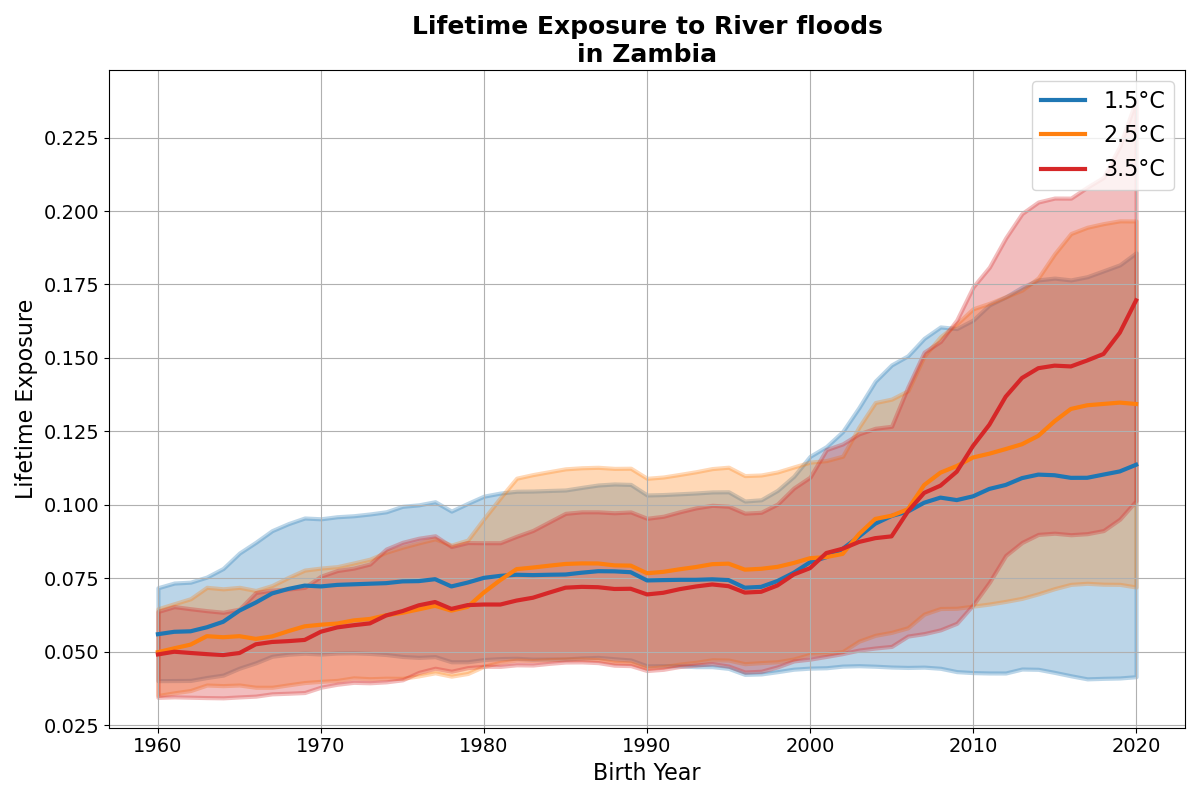 Lifetime Exposure to River floods
in Zambia
1.5°C
2.5°C
3.5°C
Lifetime Exposure
0.225
0.200
0.175
0.150
0.125
0.100
0.075
0.050
0.025
1960 1970 1980 1990 2000 2010 2020
Birth Year